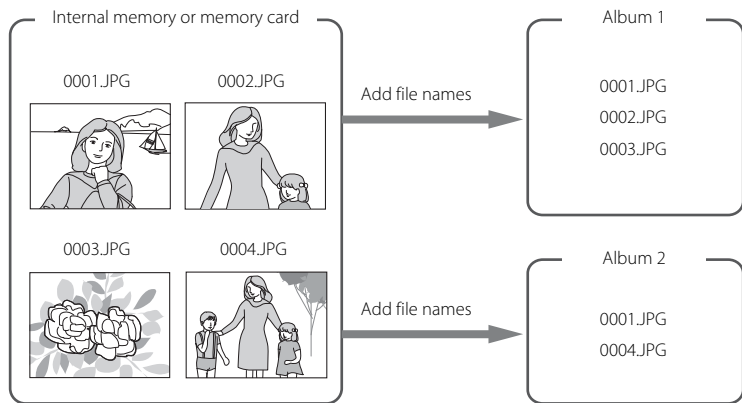 Internal memory or memory card
0001.JPG
0002.JPG
0003.JPG
0004.JPG
Add file names
Album 1
0001.JPG
0002.JPG
0003.JPG
Add file names
Album 2
0001.JPG
0004.JPG